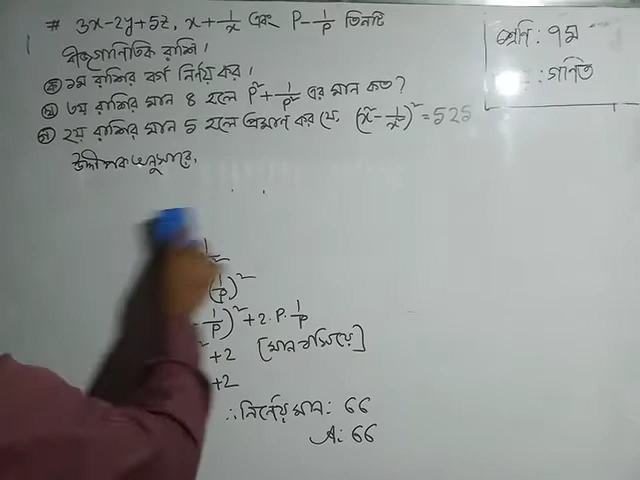 # 3x-2y+5z, x+1/x এবং P-1/P তিনটি
বীজগাণিতিক রাশি।
ক ১ম রাশির বর্গ নির্ণয় কর।
খ ৩য় রাশির মান 8 হলে P²+1/P² এর মান কত?
গ ২য় রাশির মান 5 হলে প্রমাণ কর যে, (x²-1/x²)²=525
শ্রেণি: ৭ম
: গণিত
উদ্দীপক অনুসারে,
(1/P)²
1/P)²+2.P.1/P
+2 [মান বসিয়ে]
+2
∴নির্ণেয় মান: 66
A: 66